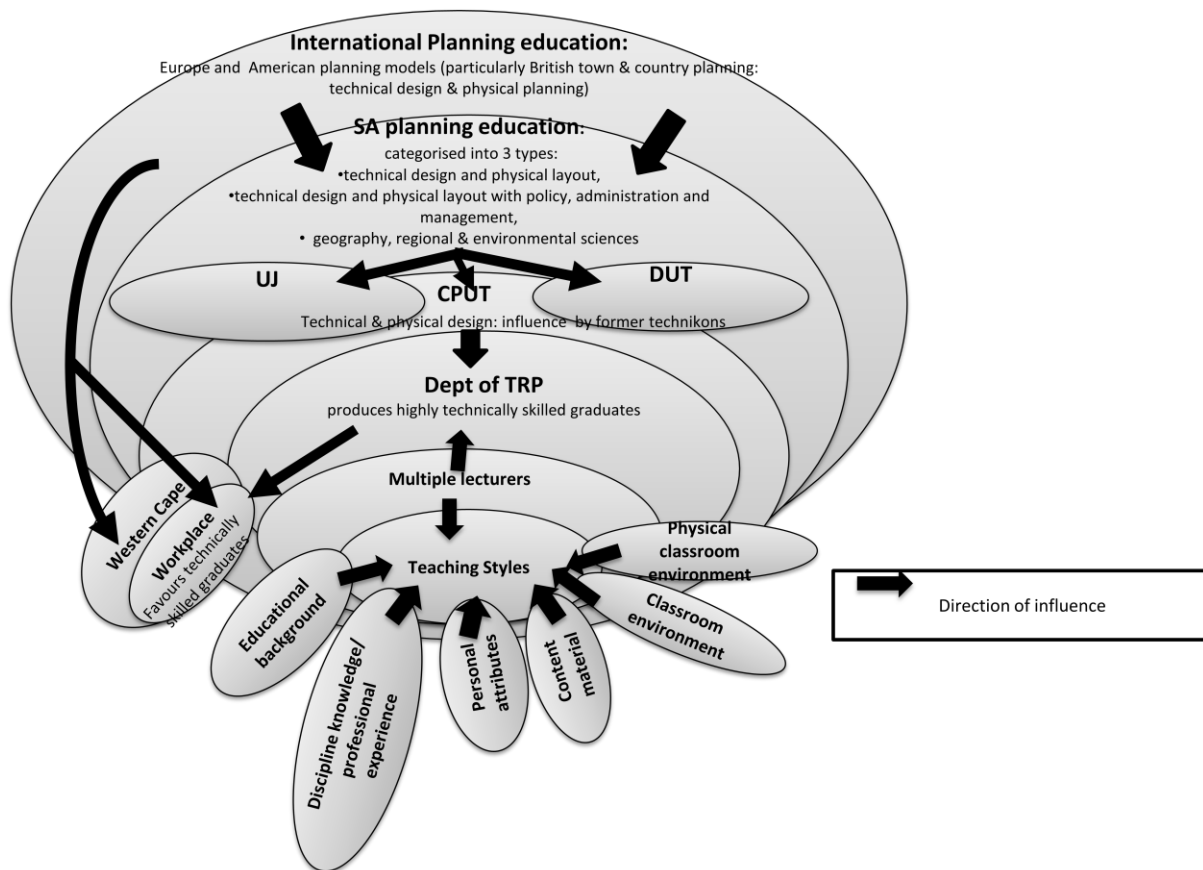 International Planning education:
Europe and American planning models (particularly British town & country planning:
technical design & physical planning)
SA planning education:
categorised into 3 types:
•technical design and physical layout,
•technical design and physical layout with policy, administration and
management,
• geography, regional & environmental sciences
UJ
CPUT
DUT
Technical & physical design: influence by former technikons
Dept of TRP
produces highly technically skilled graduates
Multiple lecturers
Western Cape
Workplace
Favours technically
skilled graduates
Teaching Styles
Physical
classroom
environment
Classroom
environment
Educational
background
Discipline knowledge/
professional
experience
Personal
attributes
Content
material
Direction of influence